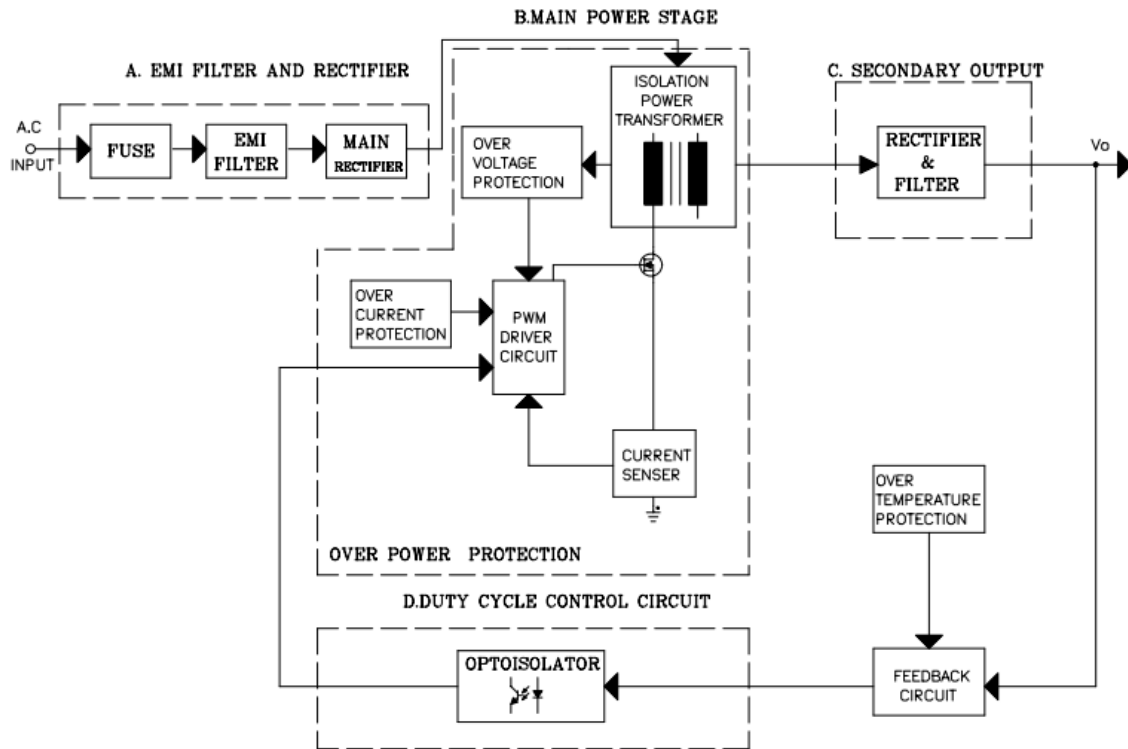 B.MAIN POWER STAGE
A. EMI FILTER AND RECTIFIER
C. SECONDARY OUTPUT
A.C
INPUT
FUSE
EMI
FILTER
MAIN
RECTIFIER
OVER
VOLTAGE
PROTECTION
ISOLATION
POWER
TRANSFORMER
RECTIFIER
&
FILTER
Vo
OVER
CURRENT
PROTECTION
PWM
DRIVER
CIRCUIT
CURRENT
SENSER
OVER
TEMPERATURE
PROTECTION
OVER POWER PROTECTION
D.DUTY CYCLE CONTROL CIRCUIT
OPTOISOLATOR
FEEDBACK
CIRCUIT